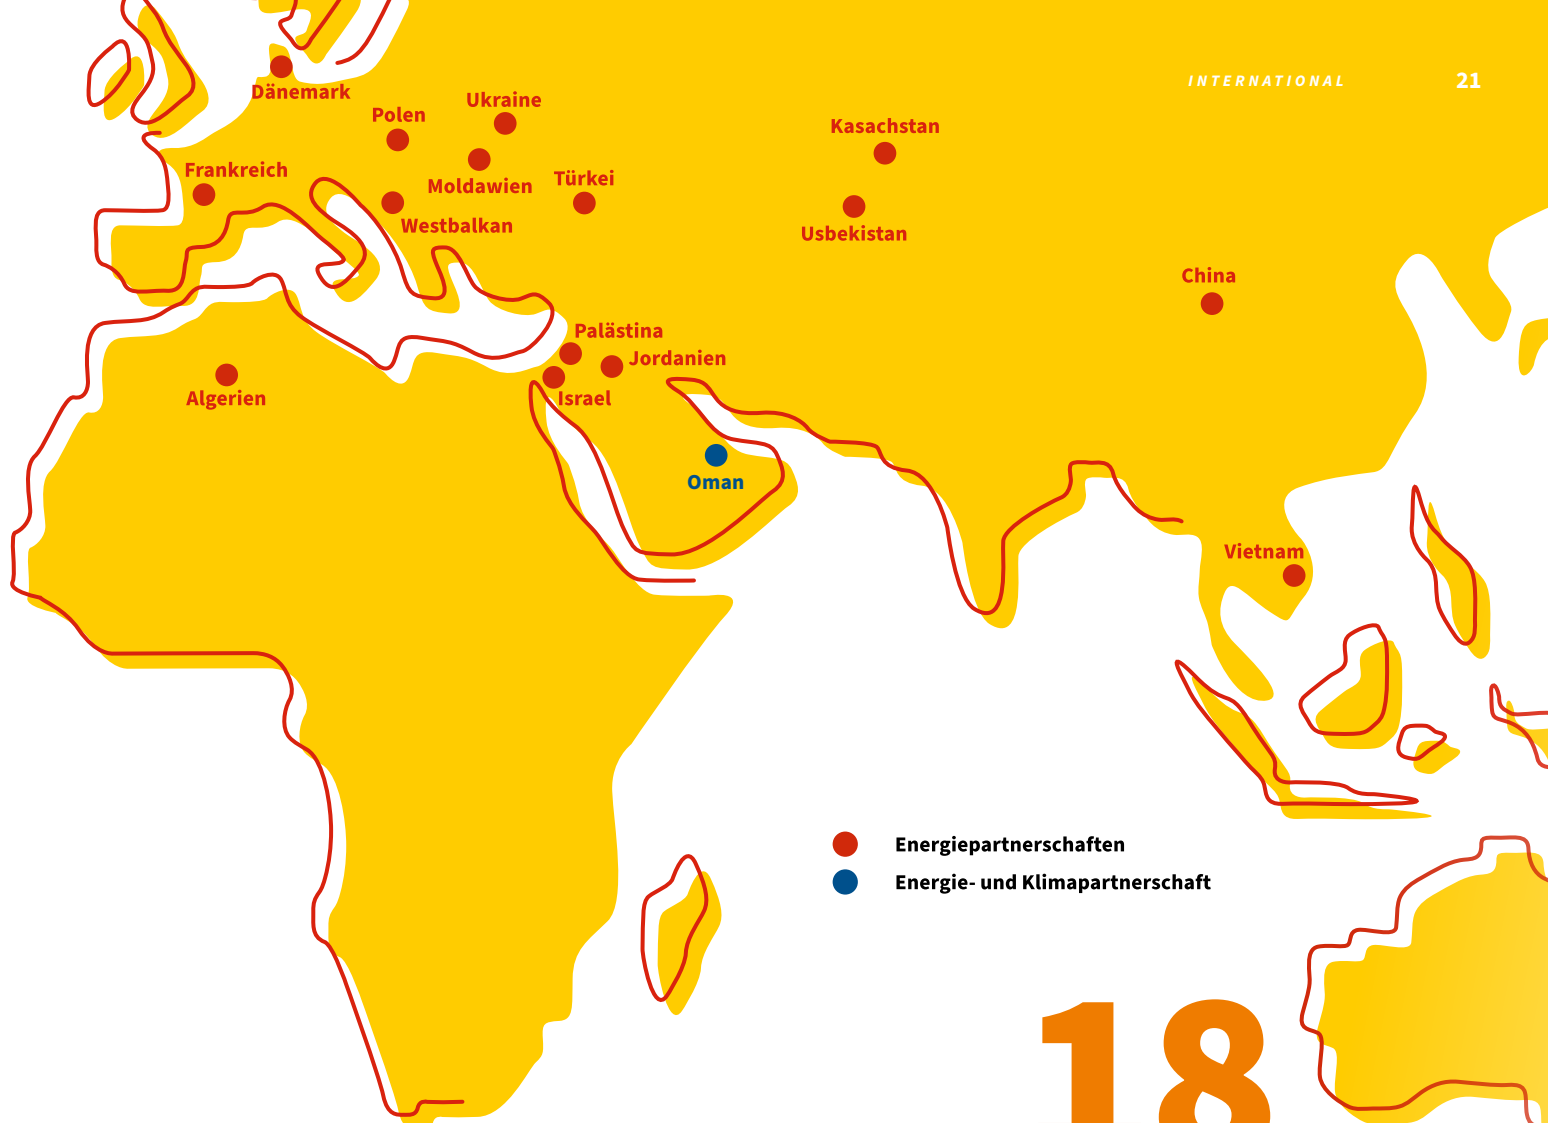 INTERNATIONAL 21
Dänemark
Polen
Ukraine
Kasachstan
Frankreich
Moldawien
Türkei
Westbalkan
Usbekistan
China
Palästina
Jordanien
Algerien
Israel
Oman
Vietnam
Energiepartnerschaften
Energie- und Klimapartnerschaft
18